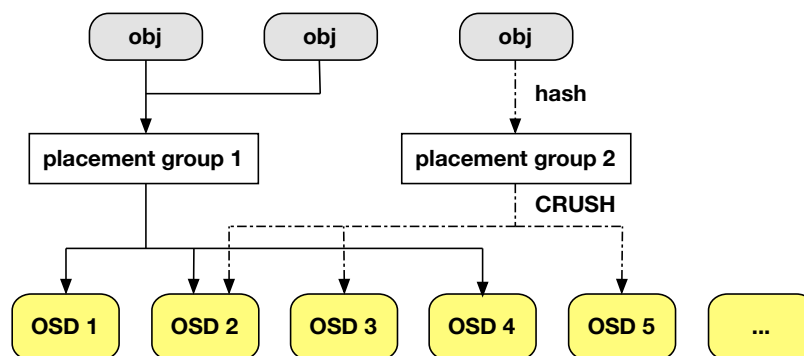 obj
obj
obj
hash
placement group 1
placement group 2
CRUSH
OSD 1
OSD 2
OSD 3
OSD 4
OSD 5
...